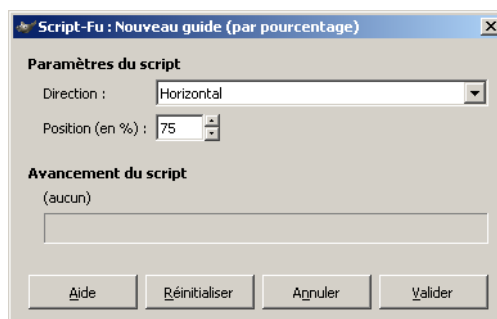 Script-Fu : Nouveau guide (par pourcentage)
Paramètres du script
Direction : Horizontal
Position (en %) : 75
Avancement du script
(aucun)
Aide Réinitialiser Annuler Valider